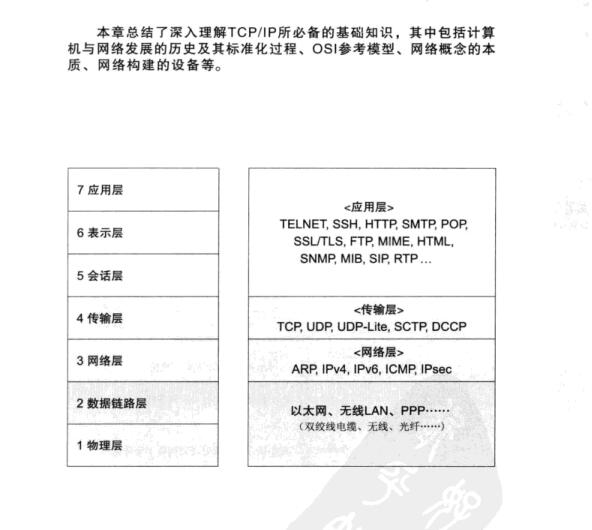 本章总结了深入理解TCP/IP所必备的基础知识，其中包括计算
机与网络发展的历史及其标准化过程、OSI参考模型、网络概念的本
质、网络构建的设备等。
7 应用层
6 表示层
5 会话层
4 传输层
3 网络层
2 数据链路层
1 物理层
<应用层>
TELNET, SSH, HTTP, SMTP, POP,
SSL/TLS, FTP, MIME, HTML,
SNMP, MIB, SIP, RTP ...
<传输层>
TCP, UDP, UDP-Lite, SCTP, DCCP
<网络层>
ARP, IPv4, IPv6, ICMP, IPsec
以太网、无线LAN、PPP……
（双绞线电缆、无线、光纤……）